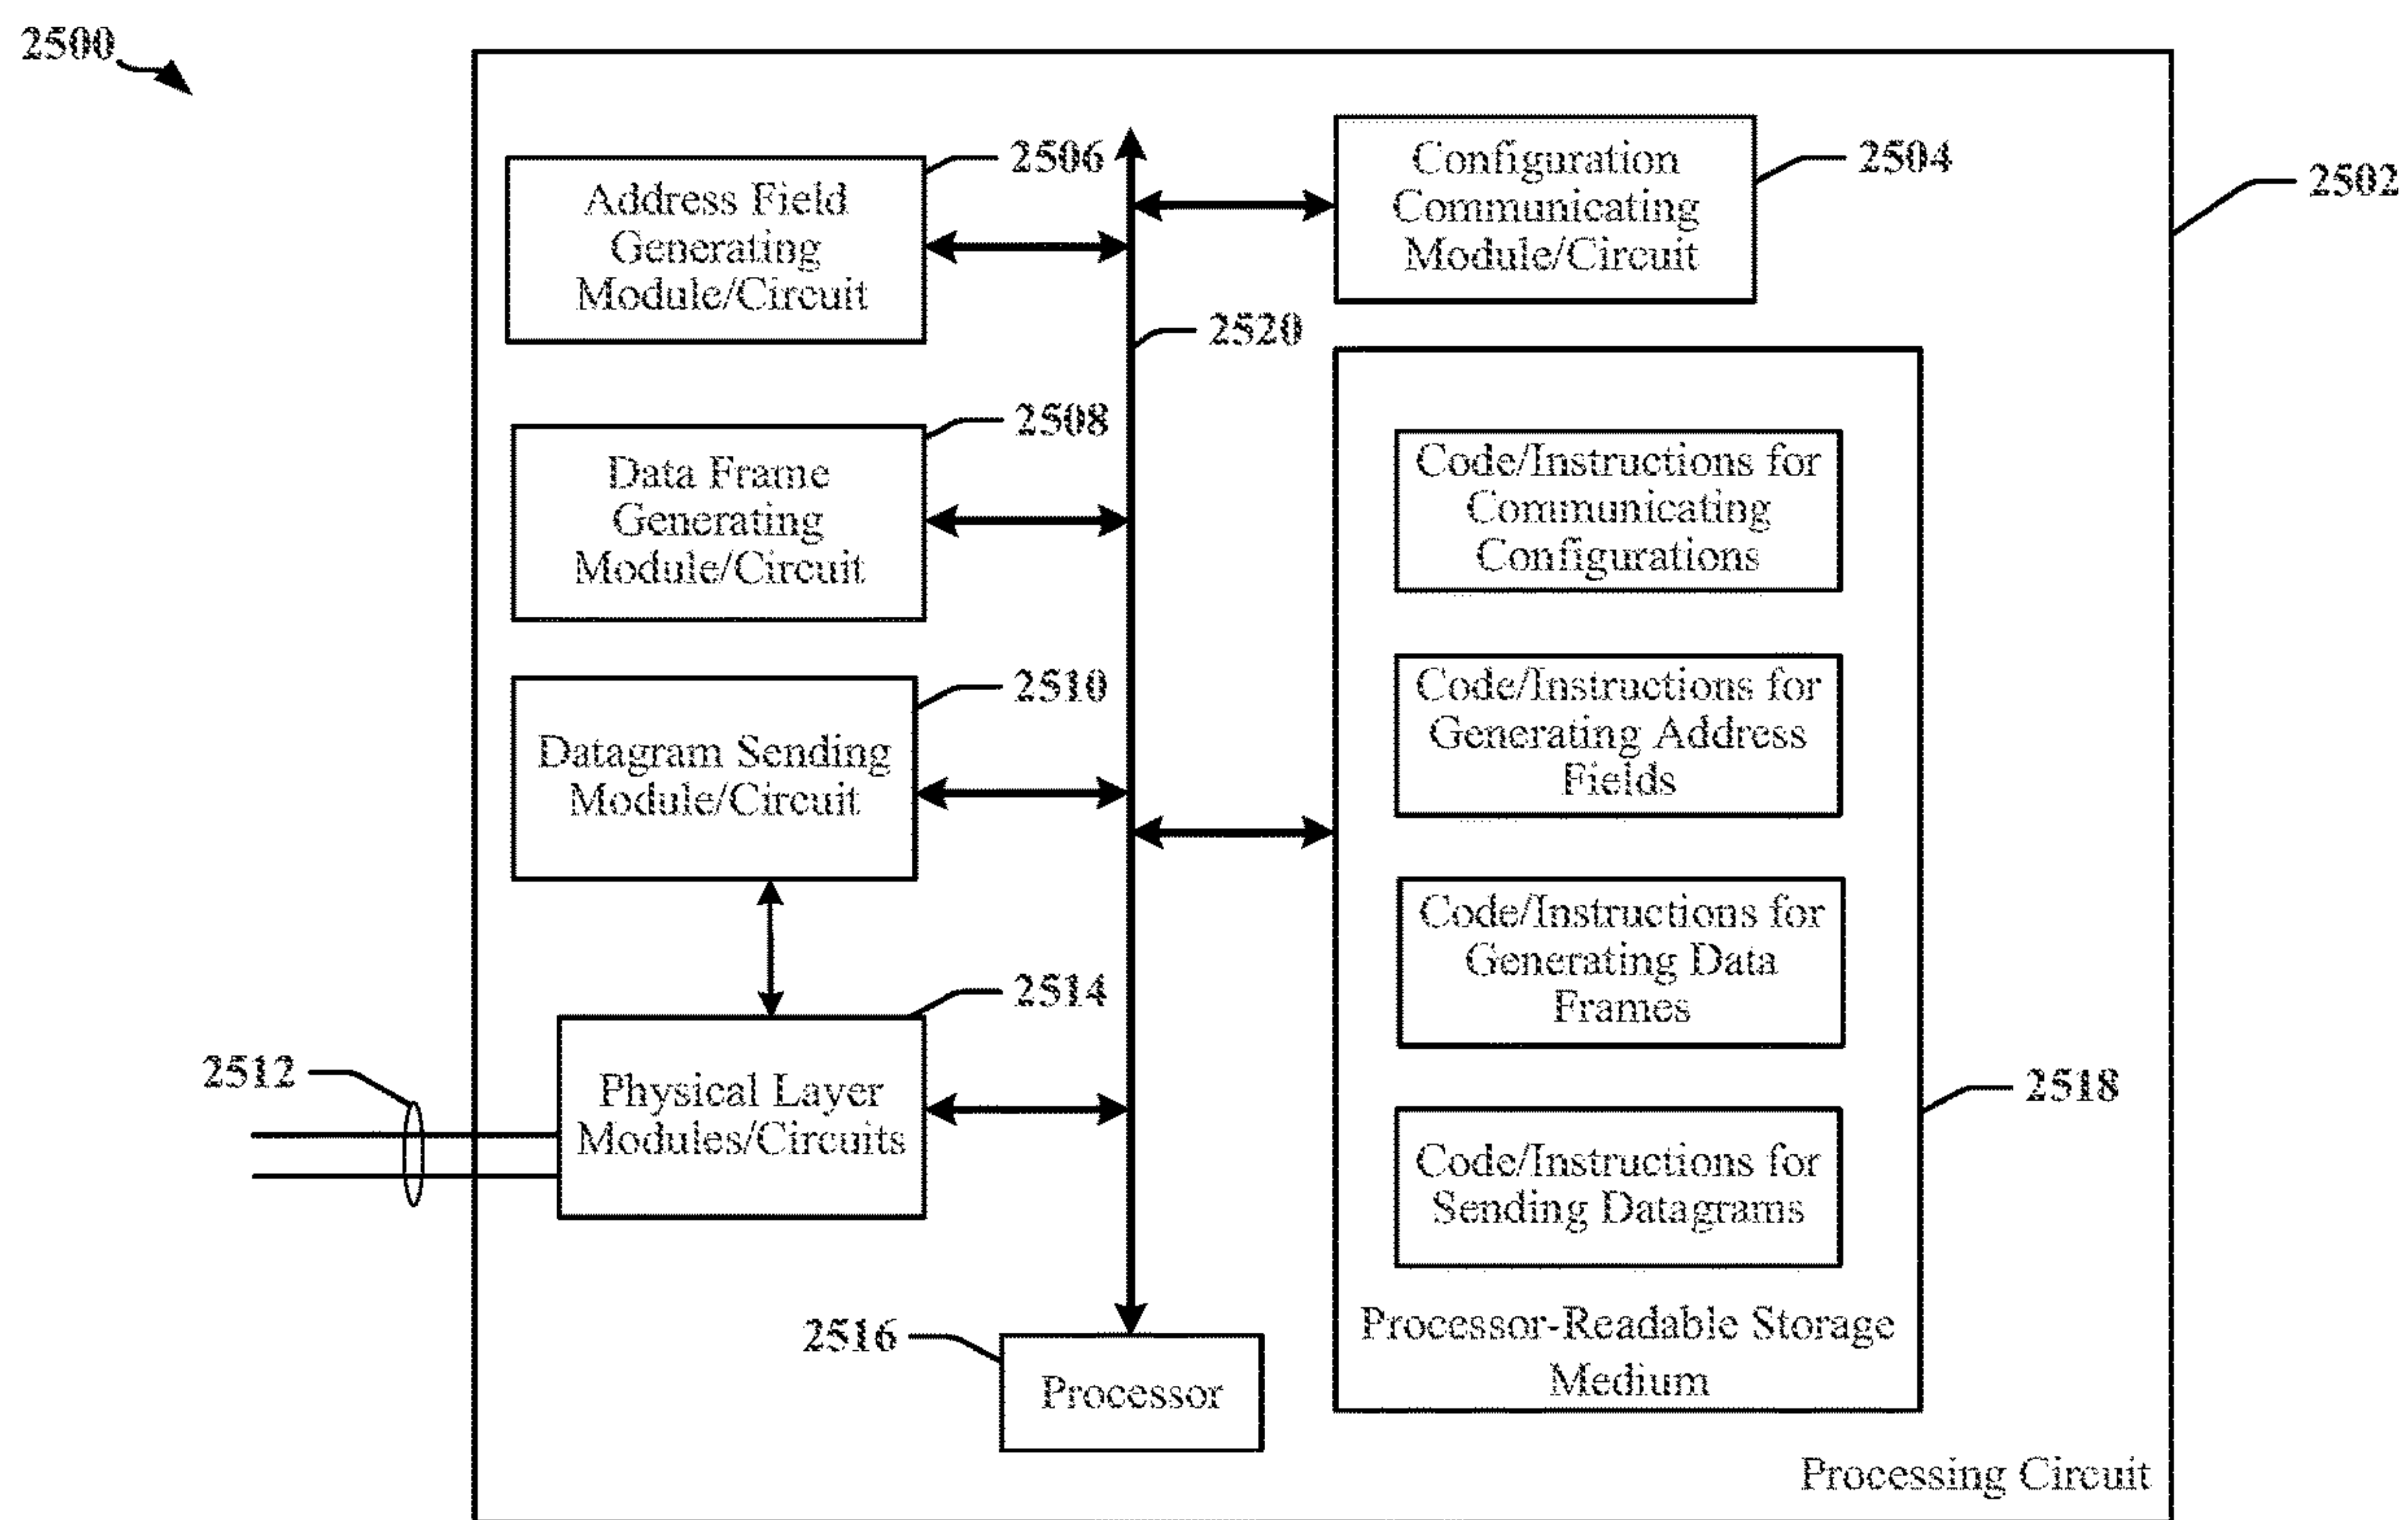 2500
2506
Address Field
Generating
Module/Circuit
Configuration
Communicating
Module/Circuit
2504
2502
2520
2508
Data Frame
Generating
Module/Circuit
Code/Instructions for
Communicating
Configurations
2510
Datagram Sending
Module/Circuit
Code/Instructions for
Generating Address
Fields
2514
Code/Instructions for
Generating Data
Frames
2512
Physical Layer
Modules/Circuits
2518
Code/Instructions for
Sending Datagrams
2516
Processor
Processor-Readable Storage
Medium
Processing Circuit